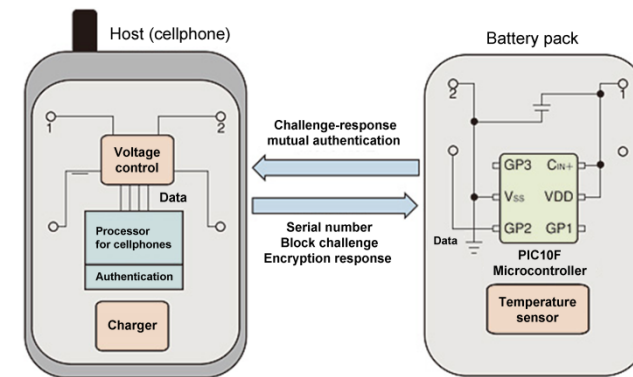 Host (cellphone)
1
2
Voltage
control
Data
Processor
for cellphones
Authentication
Charger
Challenge-response
mutual authentication
Serial number
Block challenge
Encryption response
Battery pack
2
1
GP3 CIN+
Vss VDD
GP2 GP1
Data
PIC10F
Microcontroller
Temperature
sensor